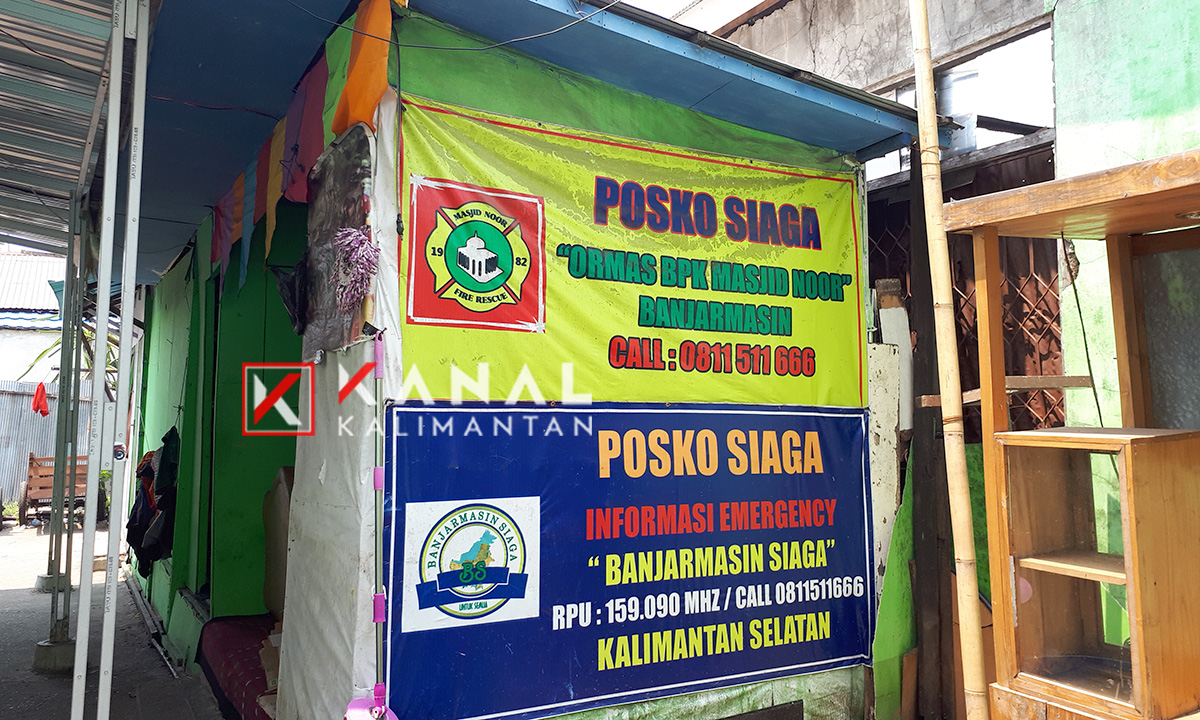 POSKO SIAGA
"ORMAS BPK MASJID NOOR"
BANJARMASIN
CALL : 0811 511 666
MASJID NOOR
19 82
FIRE RESCUE
KANAL
KALIMANTAN
POSKO SIAGA
INFORMASI EMERGENCY
" BANJARMASIN SIAGA"
RPU : 159.090 MHZ / CALL 0811511666
KALIMANTAN SELATAN
BANJARMASIN SIAGA
BS
UNTUK SEMUA